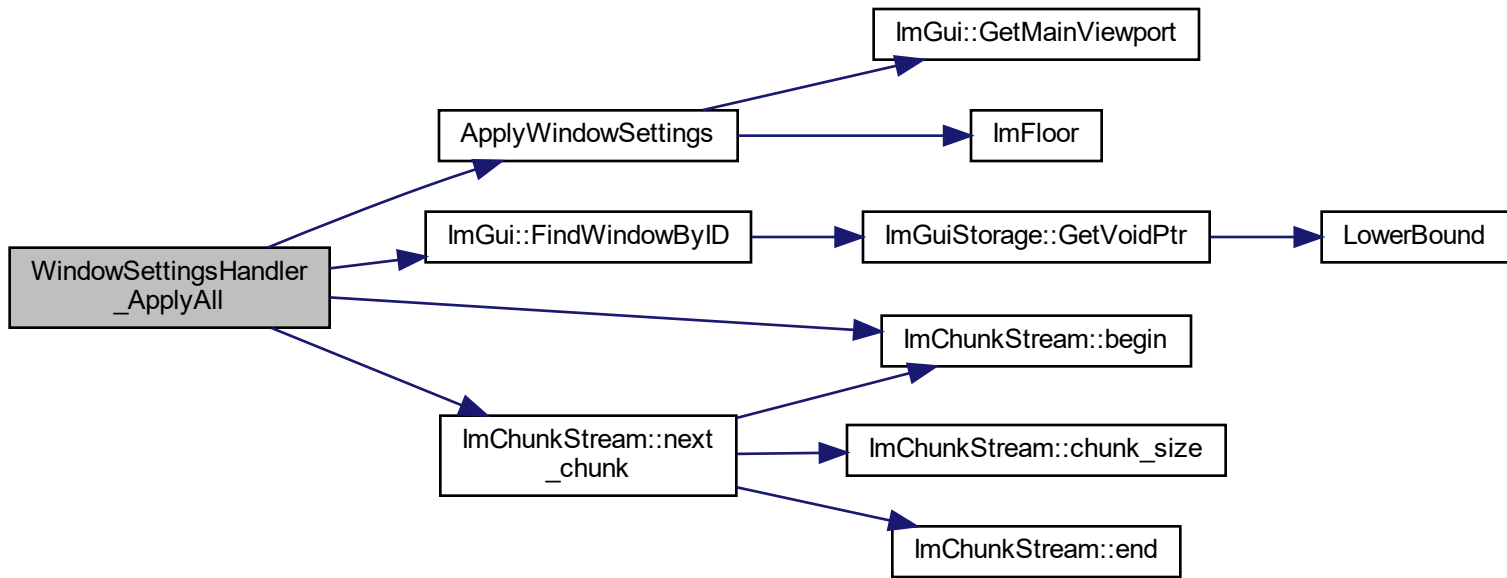 ImGui::GetMainViewport
ApplyWindowSettings
ImFloor
ImGui::FindWindowByID
ImGuiStorage::GetVoidPtr
LowerBound
WindowSettingsHandler
_ApplyAll
ImChunkStream::begin
ImChunkStream::next
_chunk
ImChunkStream::chunk_size
ImChunkStream::end